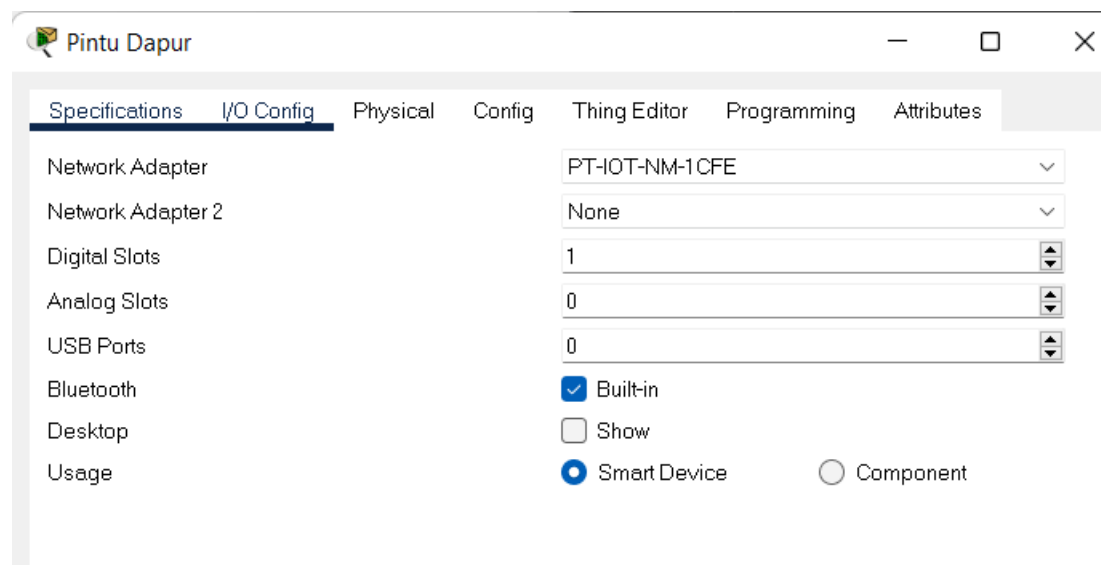 Pintu Dapur
Specifications I/O Config Physical Config Thing Editor Programming Attributes
Network Adapter PT-IOT-NM-1CFE
Network Adapter 2 None
Digital Slots 1
Analog Slots 0
USB Ports 0
Bluetooth Built-in
Desktop Show
Usage Smart Device Component